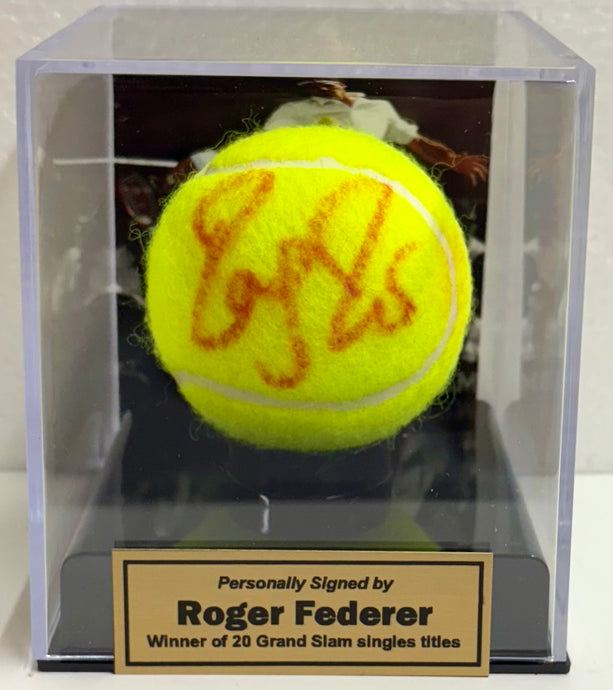 Personally Signed by
Roger Federer
Winner of 20 Grand Slam singles titles